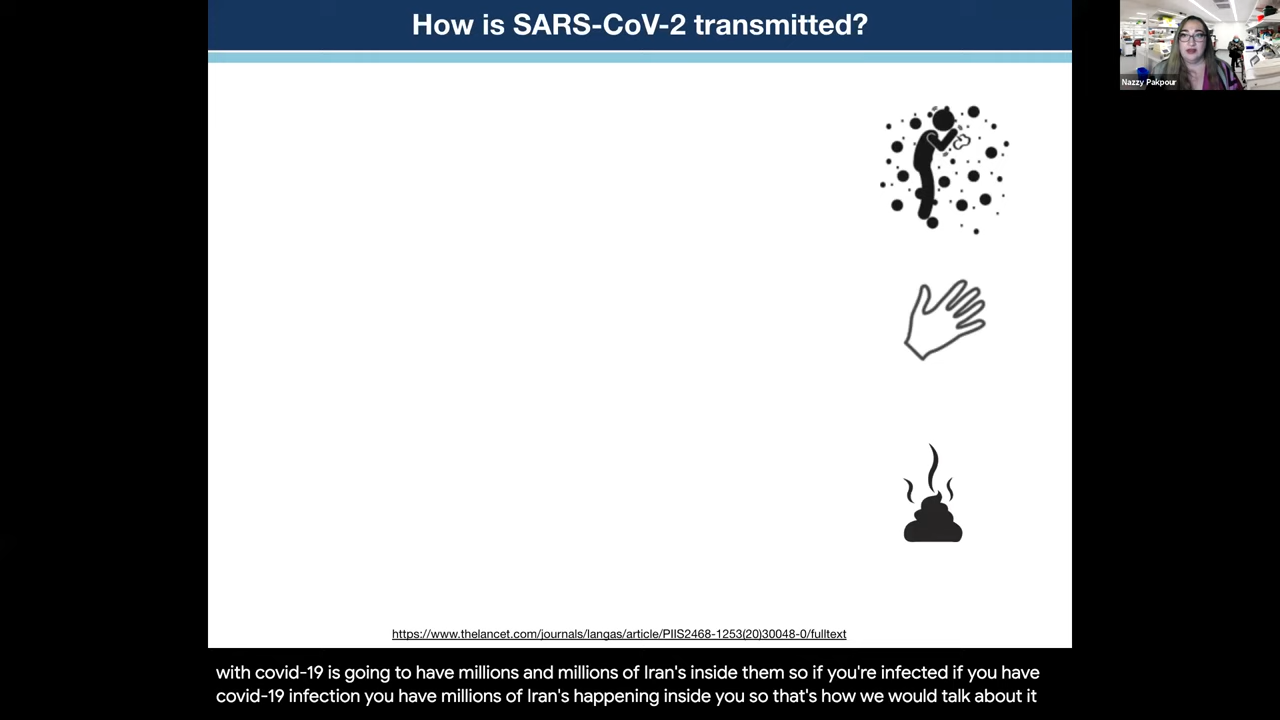 How is SARS-CoV-2 transmitted?
Nazzy Pakpour
https://www.thelancet.com/journals/langas/article/PIIS2468-1253(20)30048-0/fulltext
with covid-19 is going to have millions and millions of Iran's inside them so if you're infected if you have
covid-19 infection you have millions of Iran's happening inside you so that's how we would talk about it